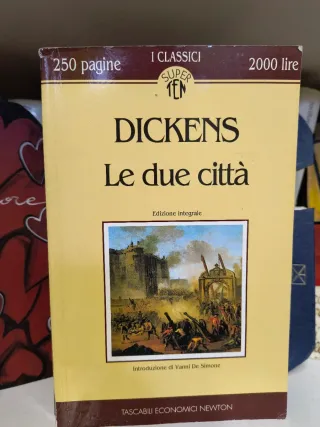 250 pagine
I CLASSICI
2000 lire
SUPER
TEN
DICKENS
Le due città
Edizione integrale
Introduzione di Vanni De Simone
TASCABILI ECONOMICI NEWTON
ore